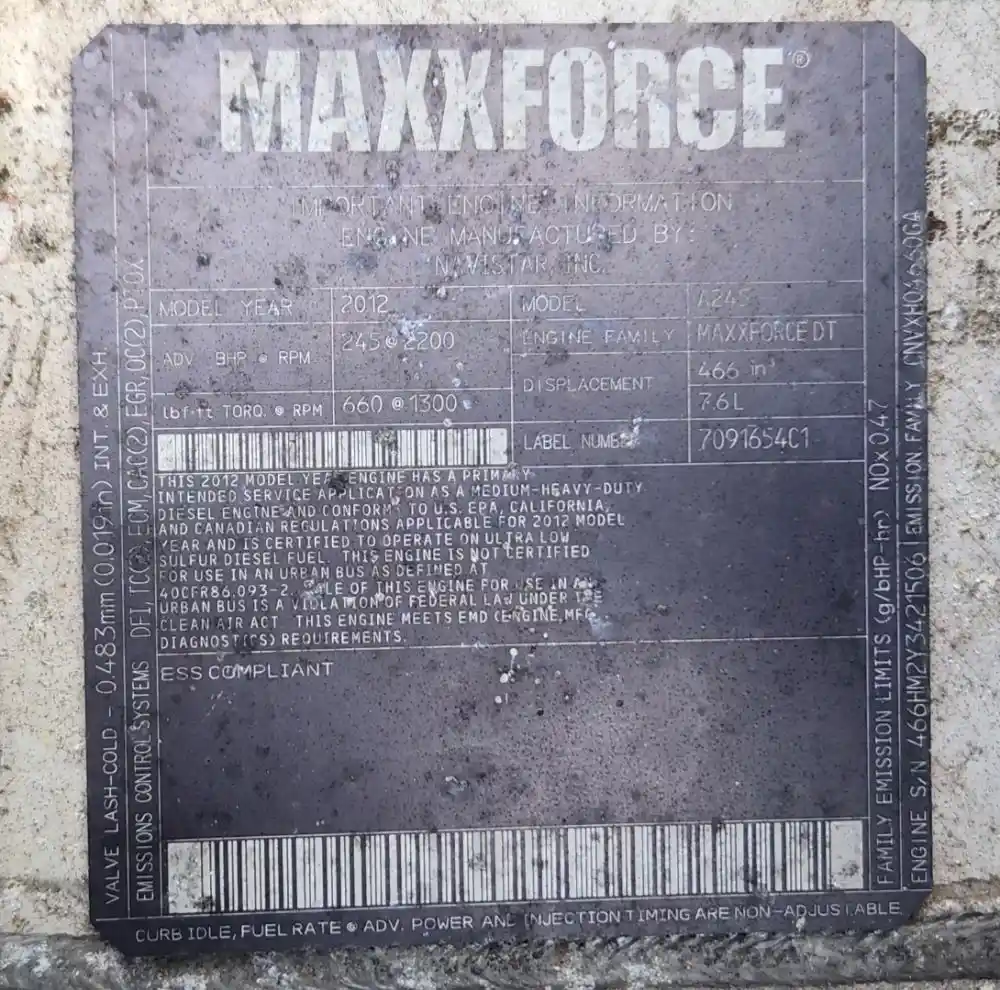 MAXXFORCE®
IMPORTANT ENGINE INFORMATION
ENGINE MANUFACTURED BY:
NAVISTAR, INC.
MODEL YEAR 2012 MODEL A245
ADV. BHP @ RPM 245@2200 ENGINE FAMILY MAXXFORCE DT
DISPLACEMENT 466 in³
7.6L
lbf-ft TORQ. @ RPM 660@1300 LABEL NUMBER 7091654C1
THIS 2012 MODEL YEAR ENGINE HAS A PRIMARY
INTENDED SERVICE APPLICATION AS A MEDIUM-HEAVY-DUTY
DIESEL ENGINE AND CONFORMS TO U.S. EPA, CALIFORNIA,
AND CANADIAN REGULATIONS APPLICABLE FOR 2012 MODEL
YEAR AND IS CERTIFIED TO OPERATE ON ULTRA LOW
SULFUR DIESEL FUEL. THIS ENGINE IS NOT CERTIFIED
FOR USE IN AN URBAN BUS AS DEFINED AT
40CFR86.093-2. SALE OF THIS ENGINE FOR USE IN AN
URBAN BUS IS A VIOLATION OF FEDERAL LAW UNDER THE
CLEAN AIR ACT. THIS ENGINE MEETS EMD (ENGINE MFG
DIAGNOSTICS) REQUIREMENTS.
ESS COMPLIANT
CURB IDLE, FUEL RATE @ ADV. POWER AND INJECTION TIMING ARE NON-ADJUSTABLE.
VALVE LASH-COLD - 0.483mm (0.019in) INT. & EXH.
EMISSIONS CONTROL SYSTEMS DFI, ECM, CAC(2), EGR, OC(2), PTOX
FAMILY EMISSION LIMITS (g/bHP-hr) NOx 0.47
ENGINE S/N 466HM2Y3421506 EMISSION FAMILY CNVXH04660GA